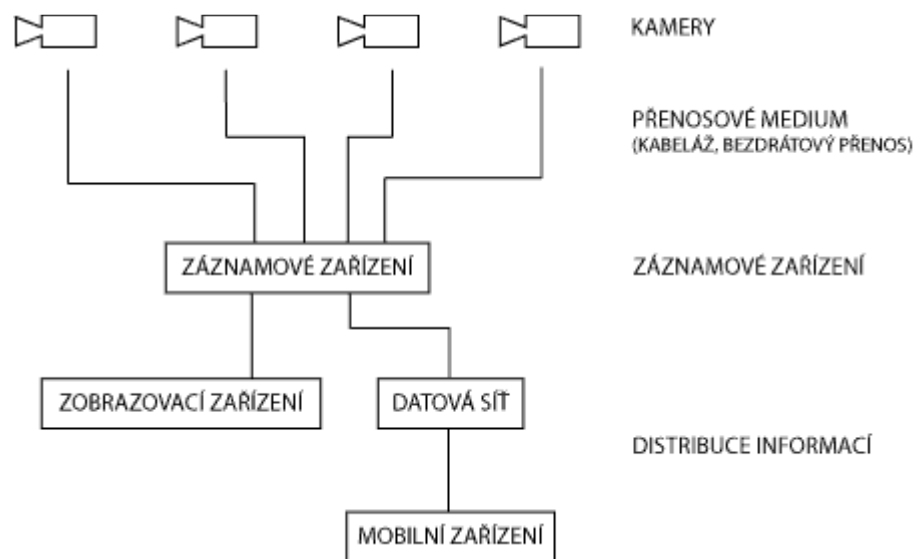 KAMERY
PŘENOSOVÉ MEDIUM
(KABELÁŽ, BEZDRÁTOVÝ PŘENOS)
ZÁZNAMOVÉ ZAŘÍZENÍ
ZÁZNAMOVÉ ZAŘÍZENÍ
ZOBRAZOVACÍ ZAŘÍZENÍ
DATOVÁ SÍŤ
DISTRIBUCE INFORMACÍ
MOBILNÍ ZAŘÍZENÍ